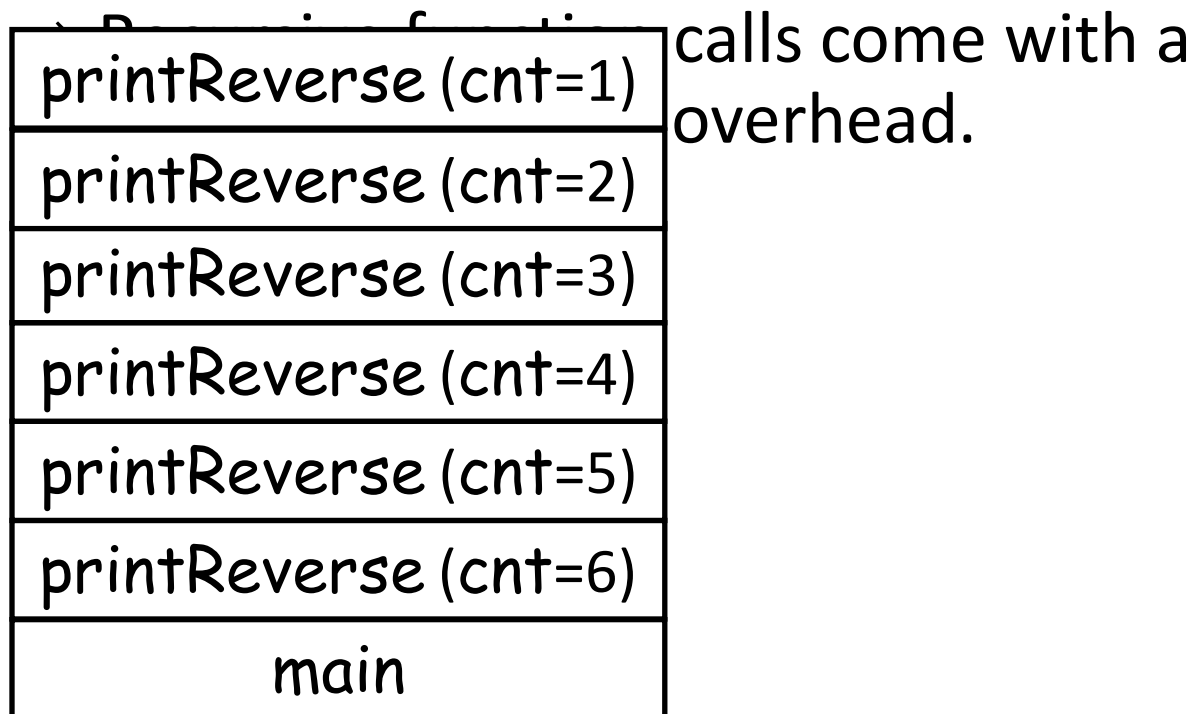 calls come with a
overhead.
printReverse (cnt=1)
printReverse (cnt=2)
printReverse (cnt=3)
printReverse (cnt=4)
printReverse (cnt=5)
printReverse (cnt=6)
main